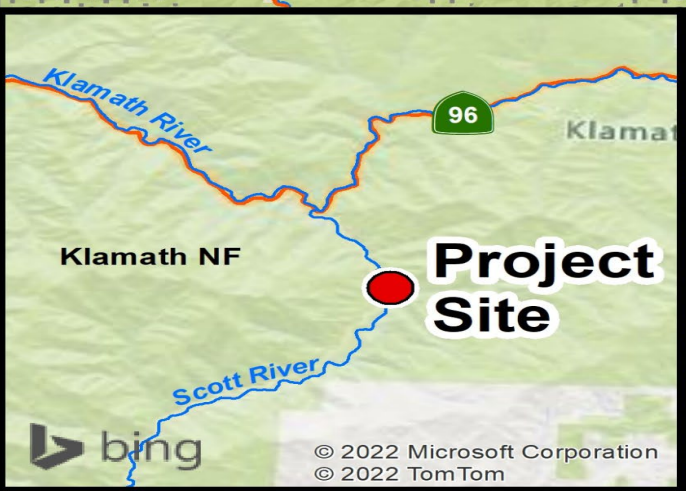 Klamath River
96
Klamat
Klamath NF
Project
Site
Scott River
bing
© 2022 Microsoft Corporation
© 2022 TomTom